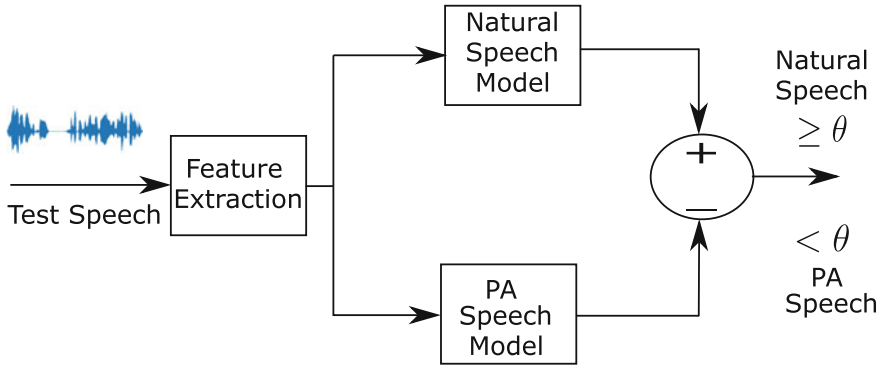 Test Speech
Feature
Extraction
Natural
Speech
Model
PA
Speech
Model
+
−
Natural
Speech
≥ θ
< θ
PA
Speech